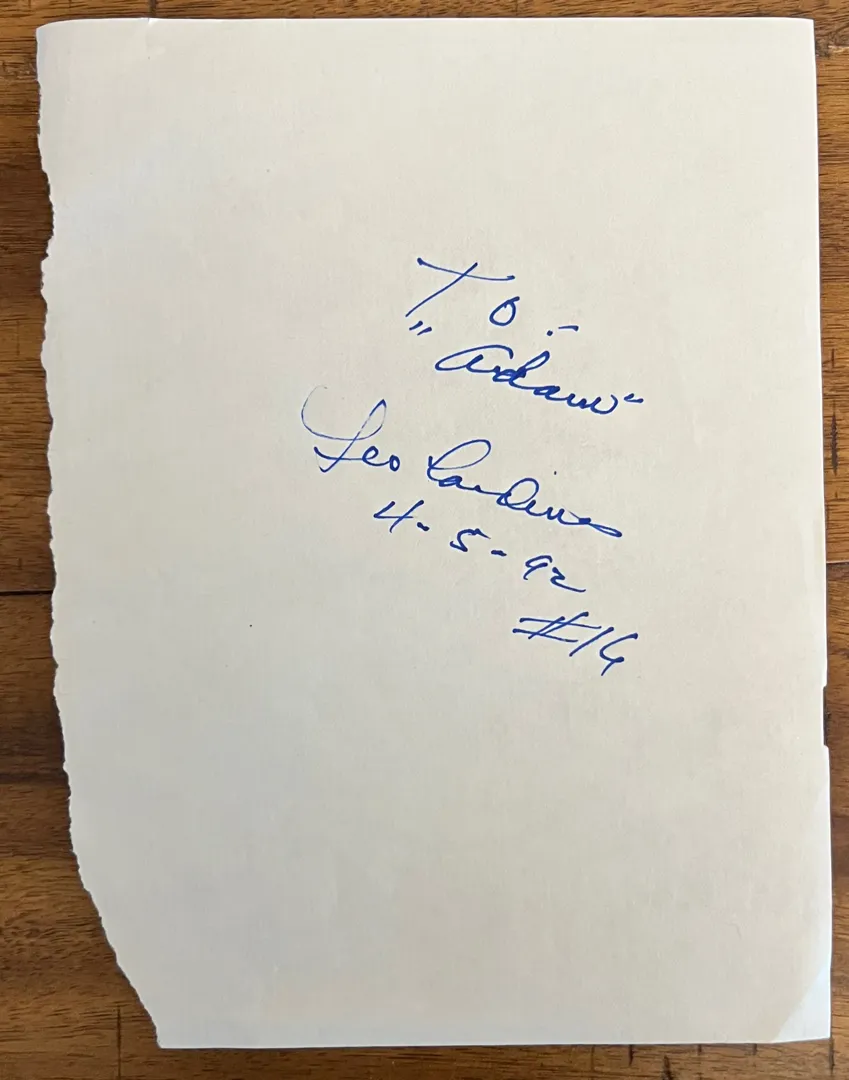 To:-
"Adam"
Leo Cardenas
4-5-92
#16